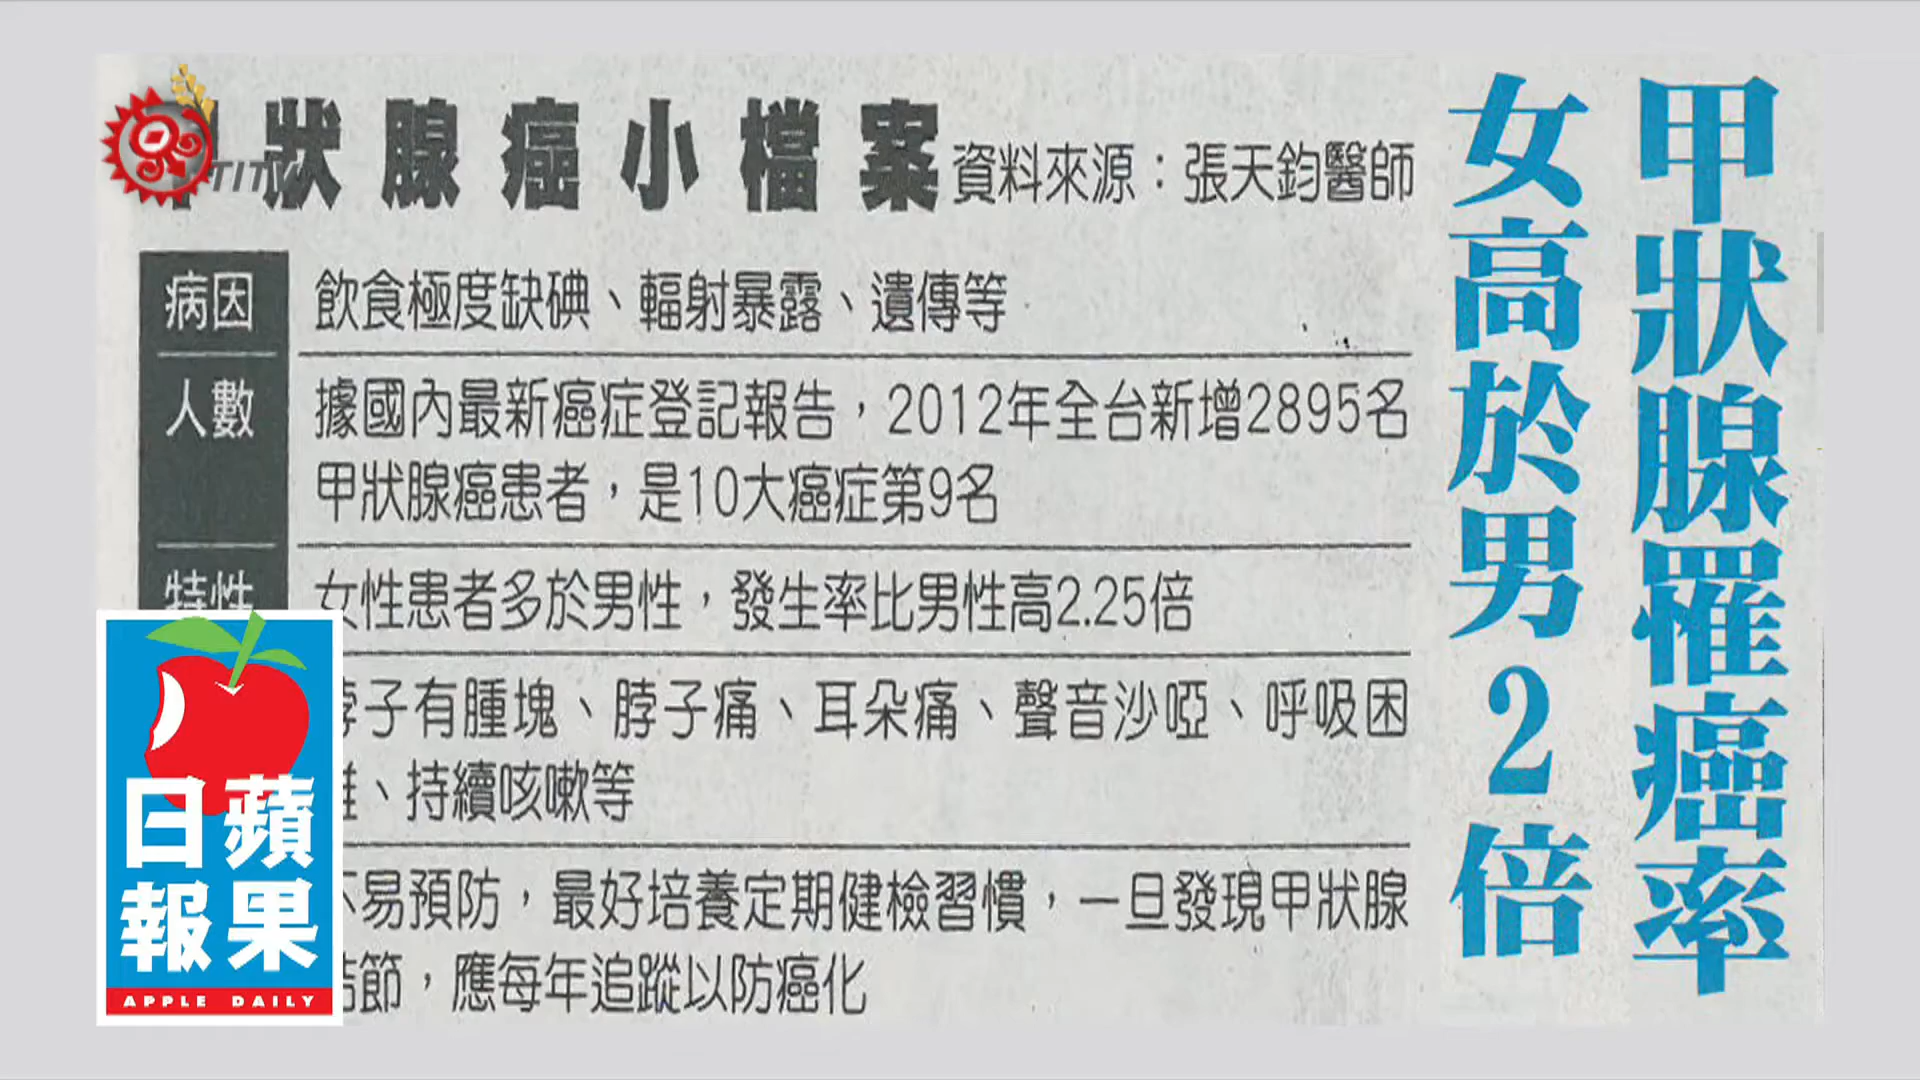 甲狀腺罹癌率
女高於男2倍
TITV
狀腺癌小檔案
資料來源：張天鈞醫師
病因
飲食極度缺碘、輻射暴露、遺傳等
人數
據國內最新癌症登記報告，2012年全台新增2895名
甲狀腺癌患者，是10大癌症第9名
特性
女性患者多於男性，發生率比男性高2.25倍
子有腫塊、脖子痛、耳朵痛、聲音沙啞、呼吸困
、持續咳嗽等
易預防，最好培養定期健檢習慣，一旦發現甲狀腺
節，應每年追蹤以防癌化
蘋果
日報
APPLE DAILY